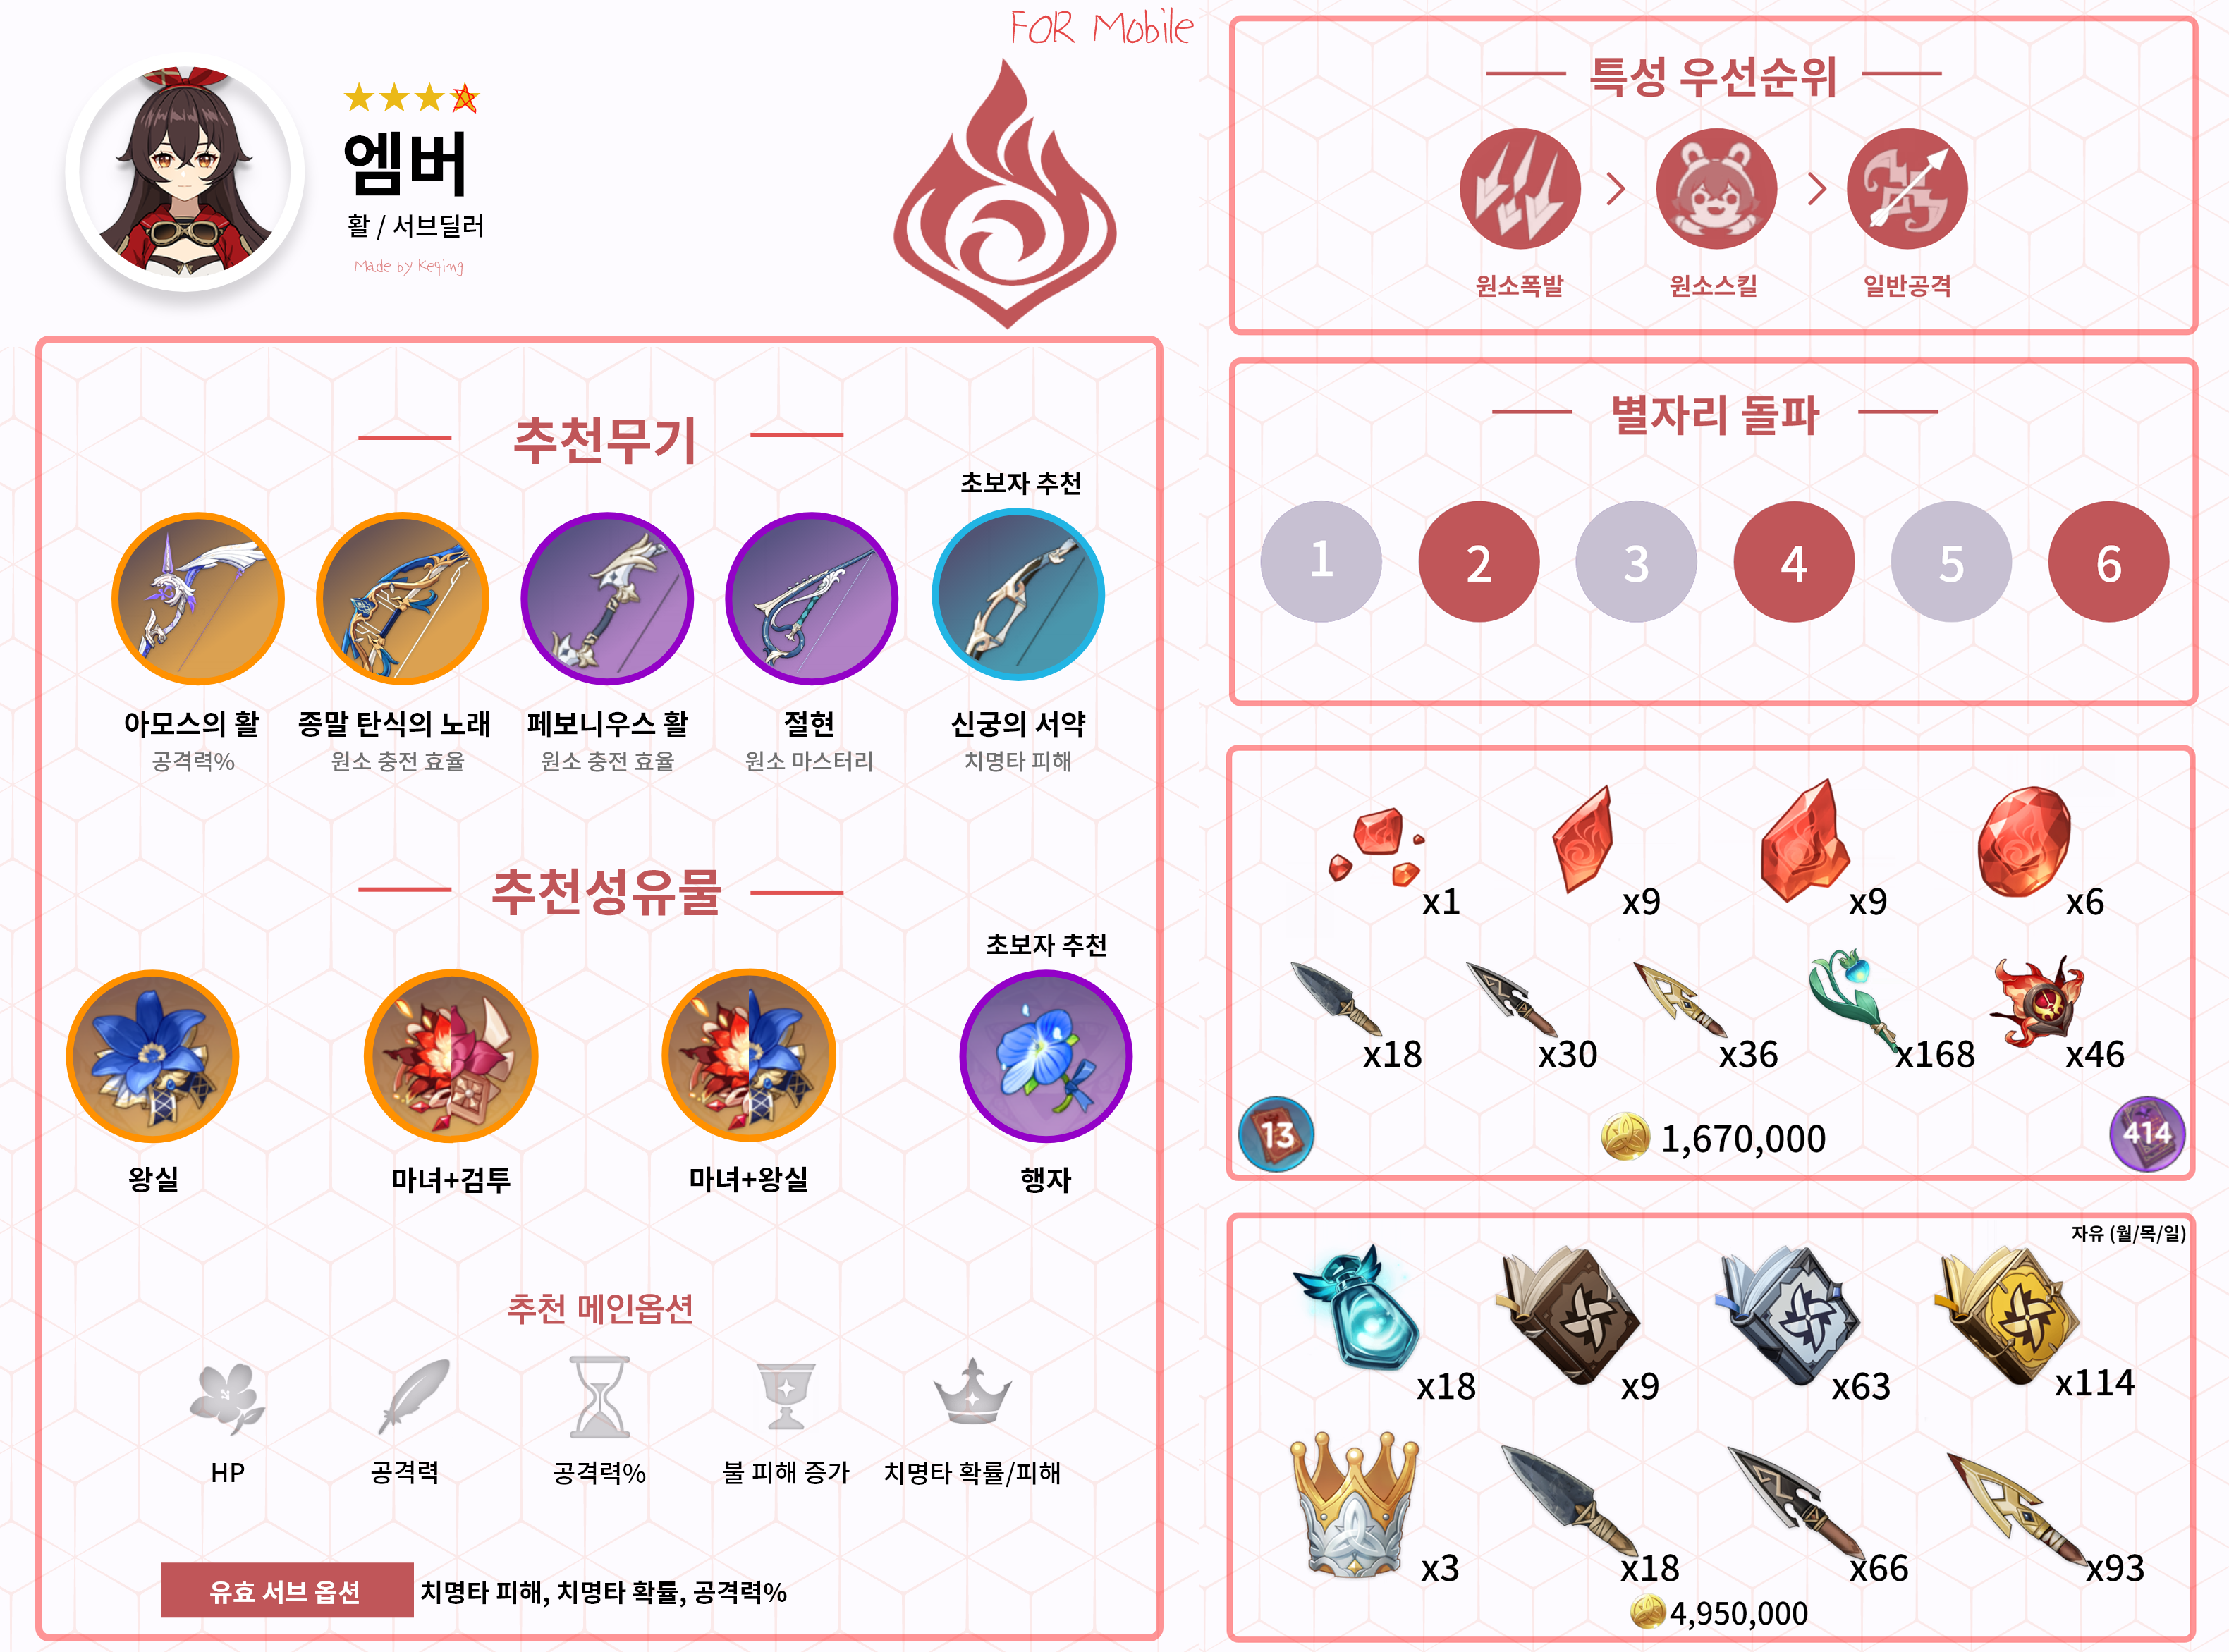 FOR Mobile
엠버
활 / 서브딜러
Made by Keqing
추천무기
초보자 추천
아모스의 활 종말 탄식의 노래 페보니우스 활 절현 신궁의 서약
공격력% 원소 충전 효율 원소 충전 효율 원소 마스터리 치명타 피해
추천성유물
초보자 추천
왕실 마녀+검투 마녀+왕실 행자
추천 메인옵션
HP 공격력 공격력% 불 피해 증가 치명타 확률/피해
유효 서브 옵션 치명타 피해, 치명타 확률, 공격력%
특성 우선순위
원소폭발 원소스킬 일반공격
별자리 돌파
1 2 3 4 5 6
x1 x9 x9 x6
x18 x30 x36 x168 x46
13 1,670,000 414
자유 (월/목/일)
x18 x9 x63 x114
x3 x18 x66 x93
4,950,000